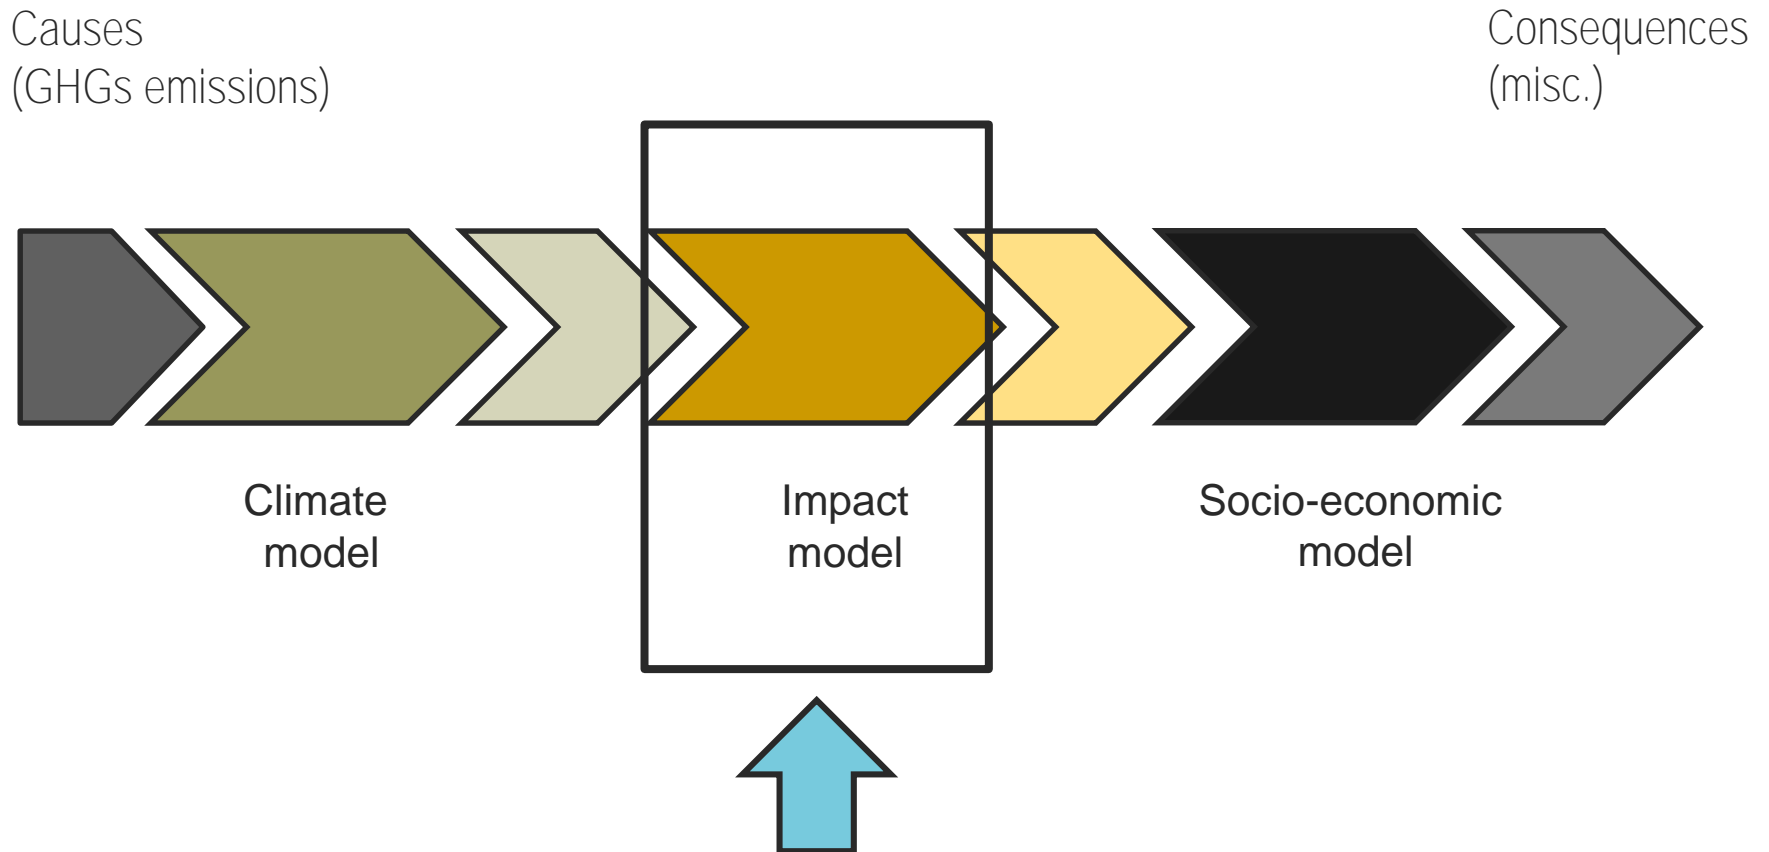 Causes
(GHGs emissions)
Consequences
(misc.)
Climate
model
Impact
model
Socio-economic
model